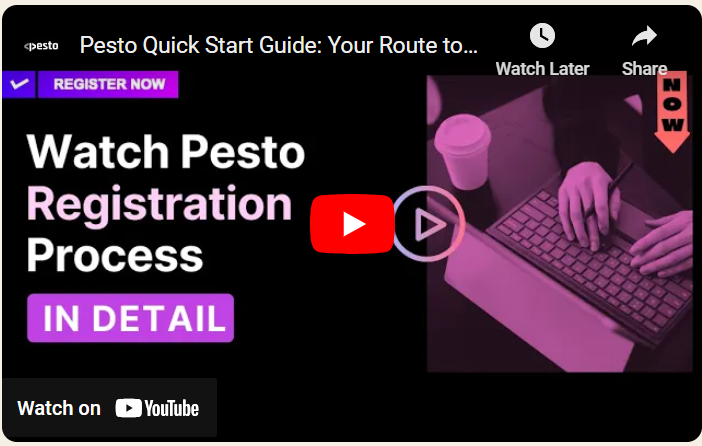 pesto
Pesto Quick Start Guide: Your Route to...
Watch Later
Share
REGISTER NOW
NOW
Watch Pesto
Registration
Process
IN DETAIL
Watch on YouTube